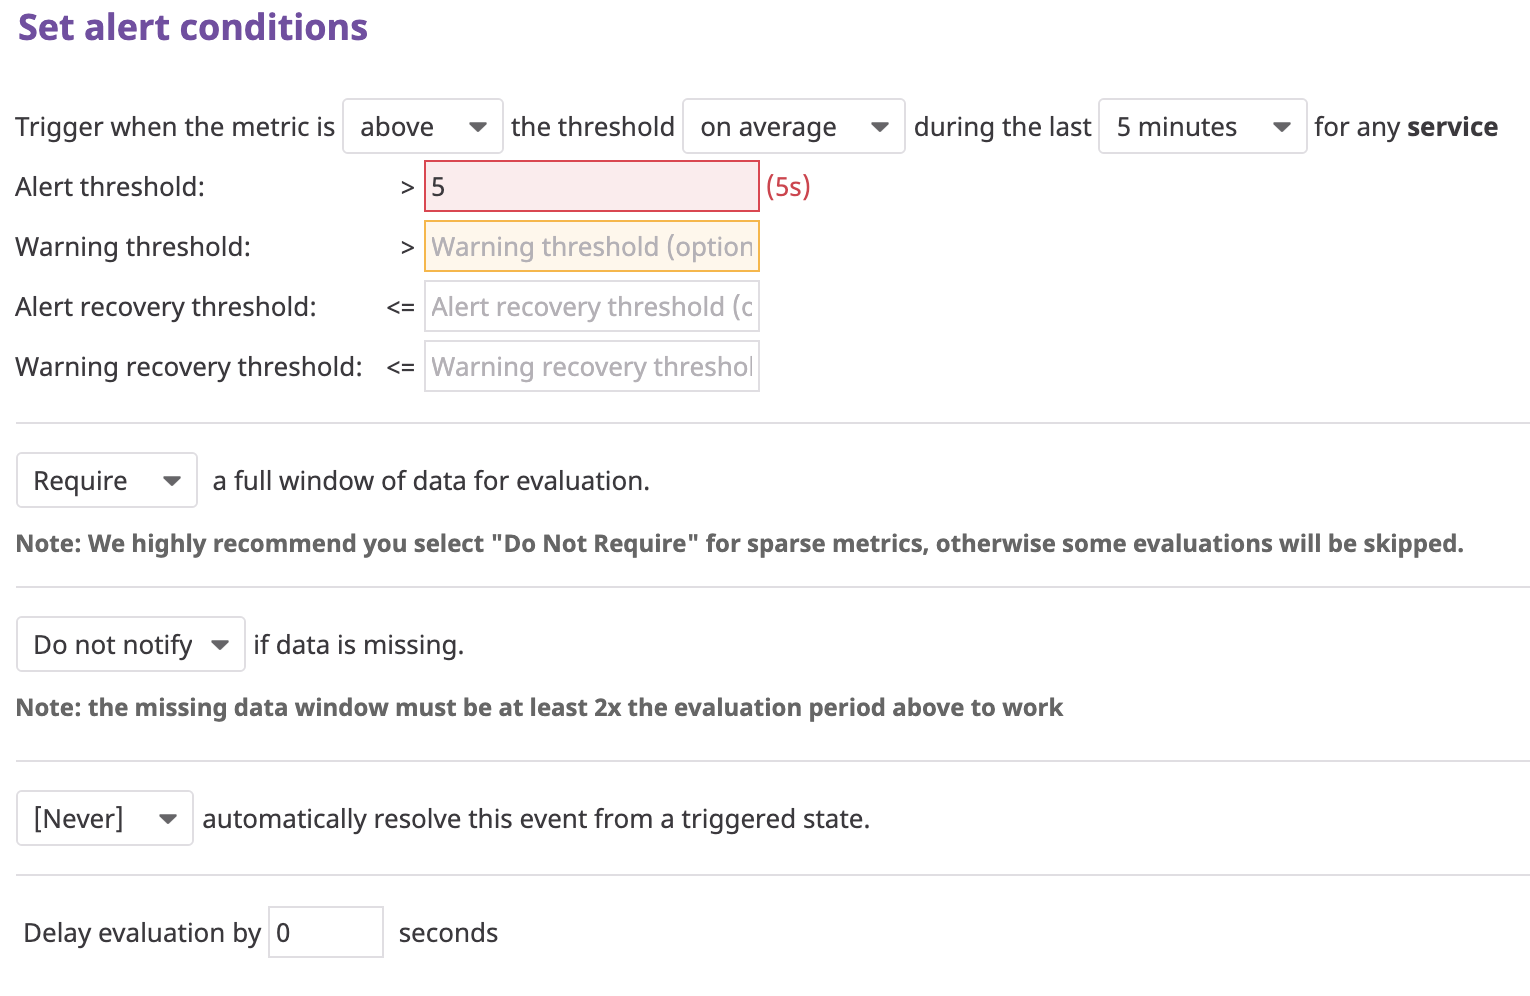 Set alert conditions
Trigger when the metric is above the threshold on average during the last 5 minutes for any service
Alert threshold: > 5 (5s)
Warning threshold: > Warning threshold (option
Alert recovery threshold: <= Alert recovery threshold (c
Warning recovery threshold: <= Warning recovery threshol
Require a full window of data for evaluation.
Note: We highly recommend you select "Do Not Require" for sparse metrics, otherwise some evaluations will be skipped.
Do not notify if data is missing.
Note: the missing data window must be at least 2x the evaluation period above to work
[Never] automatically resolve this event from a triggered state.
Delay evaluation by 0 seconds